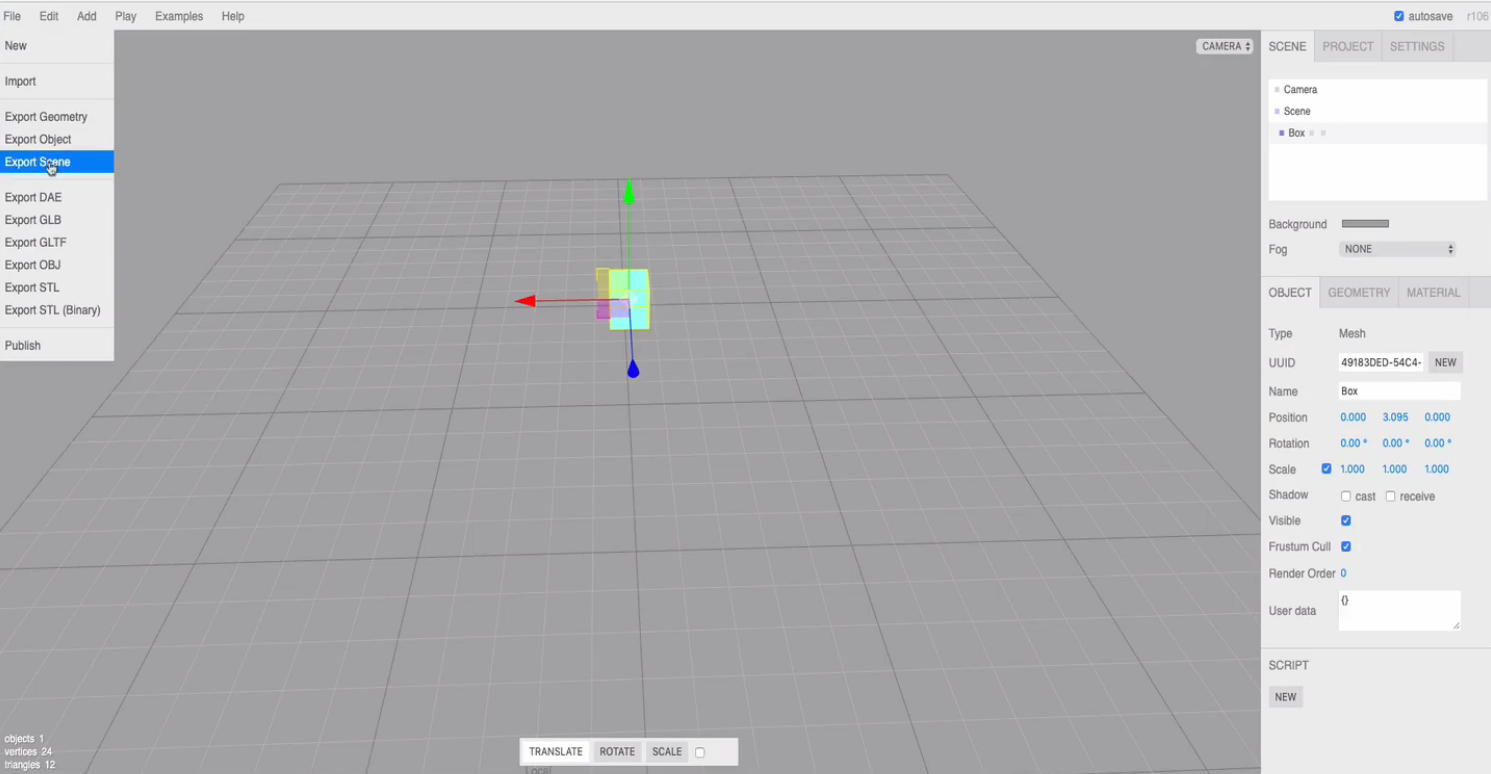 File Edit Add Play Examples Help autosave r106
New
Import
Export Geometry
Export Object
Export Scene
Export DAE
Export GLB
Export GLTF
Export OBJ
Export STL
Export STL (Binary)
Publish
CAMERA
SCENE PROJECT SETTINGS
Camera
Scene
Box
Background
Fog NONE
OBJECT GEOMETRY MATERIAL
Type Mesh
UUID 49183DED-54C4- NEW
Name Box
Position 0.000 3.095 0.000
Rotation 0.00 ° 0.00 ° 0.00 °
Scale 1.000 1.000 1.000
Shadow cast receive
Visible
Frustum Cull
Render Order 0
User data {}
SCRIPT
NEW
objects 1
vertices 24
triangles 12
TRANSLATE ROTATE SCALE
Local